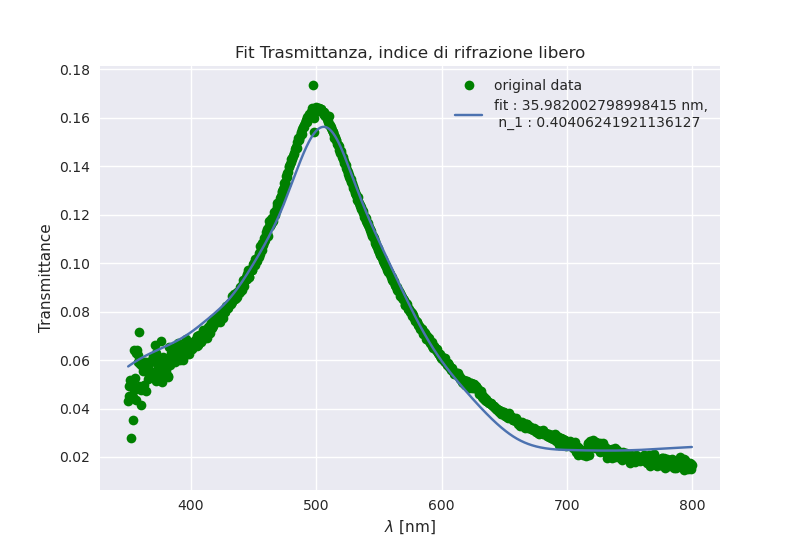 Fit Trasmittanza, indice di rifrazione libero
original data
fit : 35.982002798998415 nm,
n_1 : 0.40406241921136127
Transmittance
0.18
0.16
0.14
0.12
0.10
0.08
0.06
0.04
0.02
400 500 600 700 800
λ [nm]